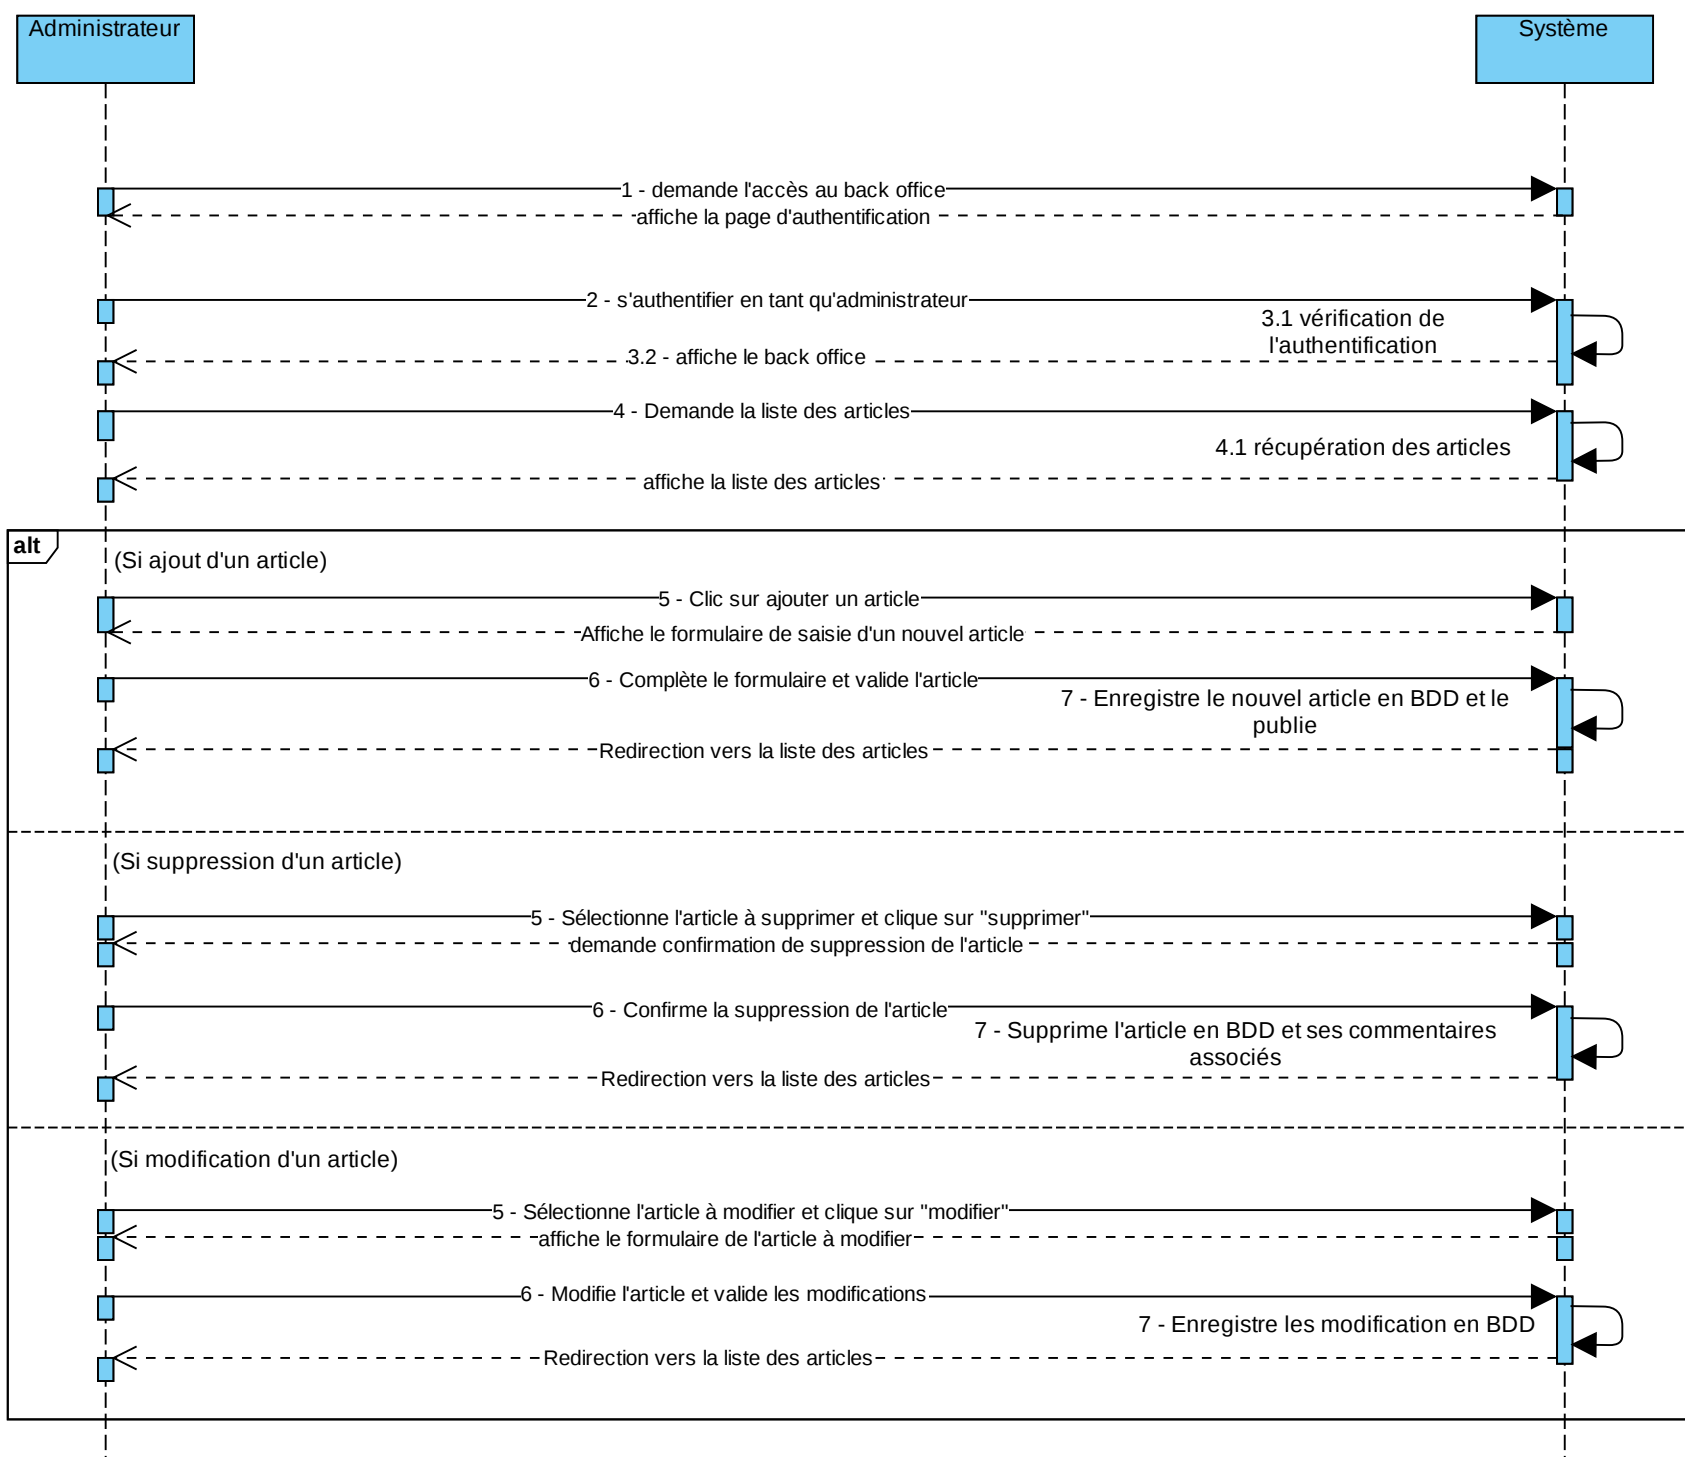 Administrateur
Système
1 - demande l'accès au back office
affiche la page d'authentification
2 - s'authentifier en tant qu'administrateur
3.1 vérification de
l'authentification
3.2 - affiche le back office
4 - Demande la liste des articles
4.1 récupération des articles
affiche la liste des articles
alt
(Si ajout d'un article)
5 - Clic sur ajouter un article
Affiche le formulaire de saisie d'un nouvel article
6 - Complète le formulaire et valide l'article
7 - Enregistre le nouvel article en BDD et le
publie
Redirection vers la liste des articles
(Si suppression d'un article)
5 - Sélectionne l'article à supprimer et clique sur "supprimer"
demande confirmation de suppression de l'article
6 - Confirme la suppression de l'article
7 - Supprime l'article en BDD et ses commentaires
associés
Redirection vers la liste des articles
(Si modification d'un article)
5 - Sélectionne l'article à modifier et clique sur "modifier"
affiche le formulaire de l'article à modifier
6 - Modifie l'article et valide les modifications
7 - Enregistre les modification en BDD
Redirection vers la liste des articles